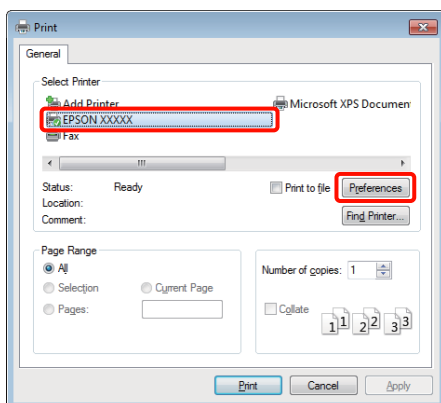 Print
General
Select Printer
Add Printer
Microsoft XPS Documen
EPSON XXXXX
Fax
Status: Ready
Print to file
Preferences
Location:
Comment:
Find Printer...
Page Range
All
Selection
Current Page
Pages:
Number of copies: 1
Collate
1 1 2 2 3 3
Print
Cancel
Apply